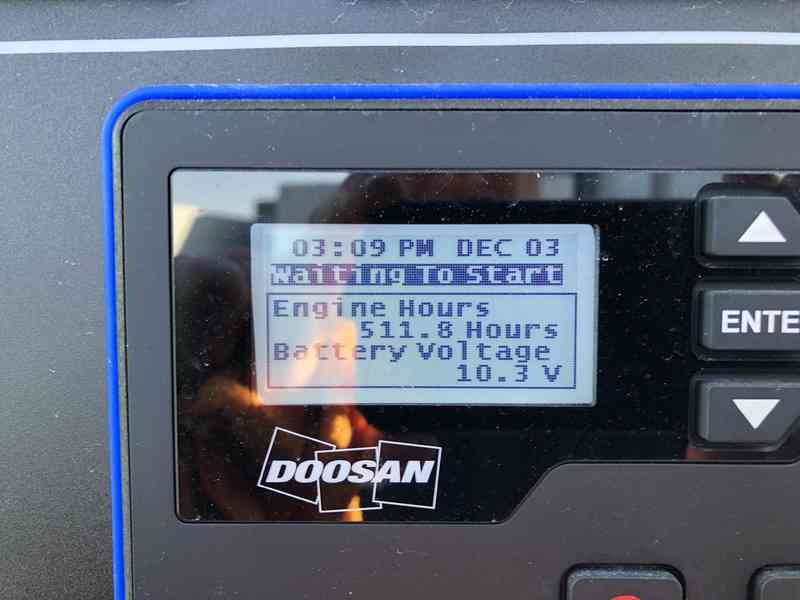 03:09 PM DEC 03
Waiting To Start
Engine Hours
511.8 Hours
Battery Voltage
10.3 V
ENTE
DOOSAN